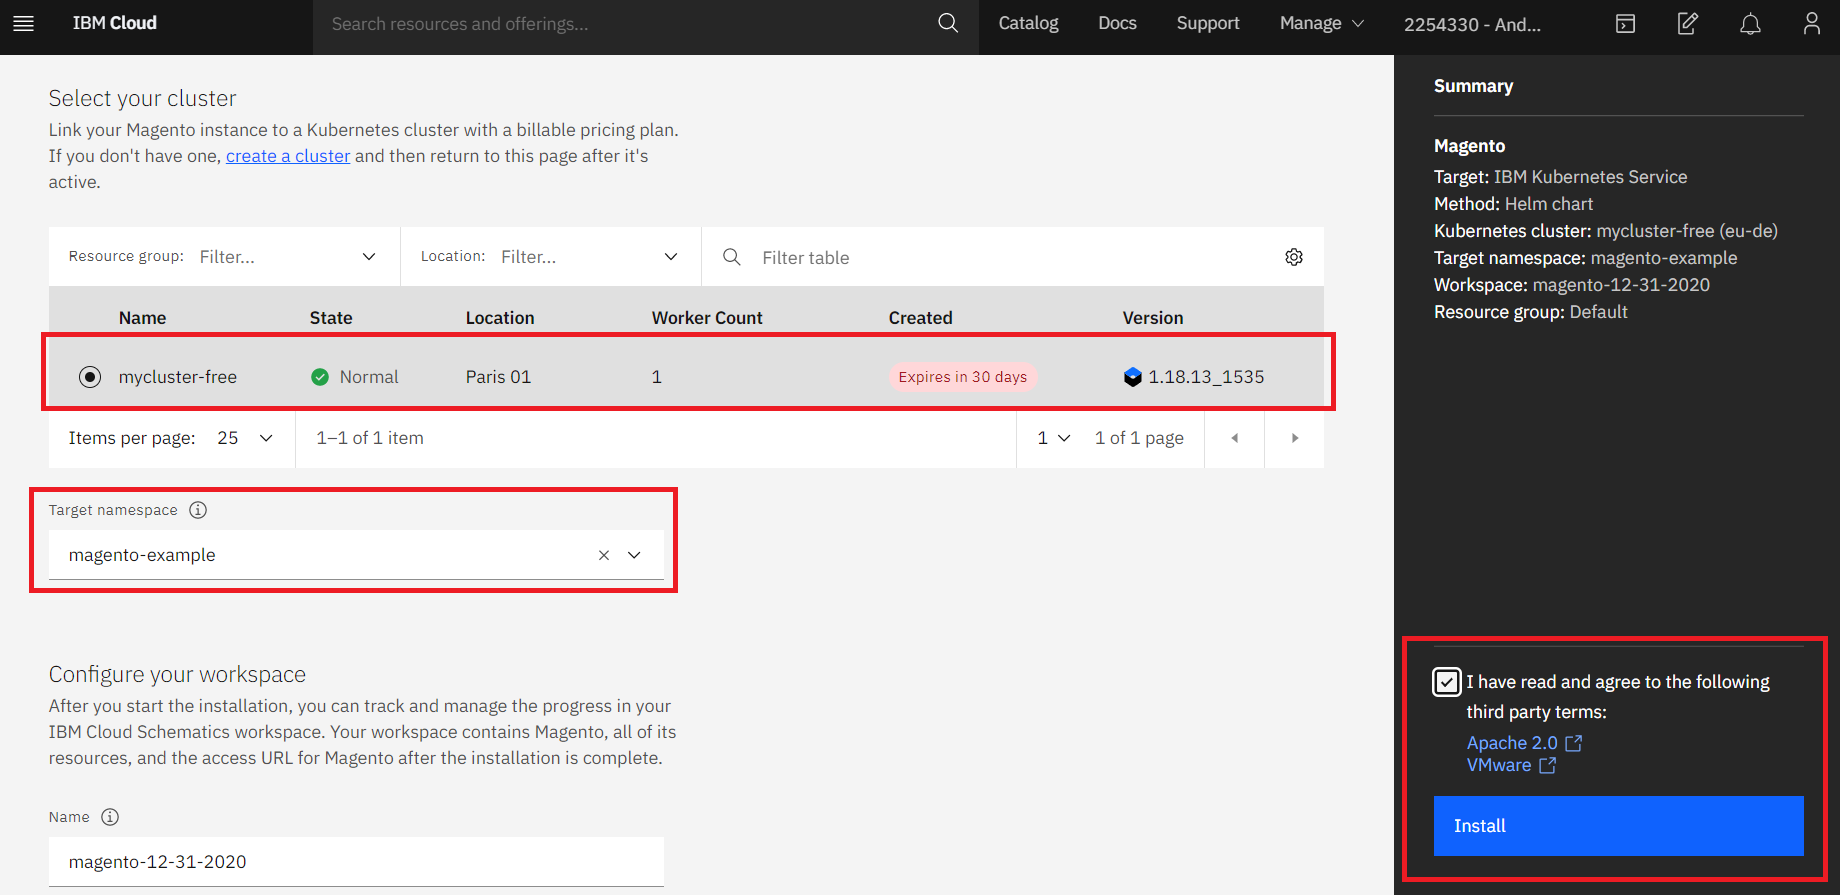 IBM Cloud
Search resources and offerings...
Catalog
Docs
Support
Manage
2254330 - And...
Select your cluster
Link your Magento instance to a Kubernetes cluster with a billable pricing plan.
If you don't have one, create a cluster and then return to this page after it's
active.
Resource group: Filter...
Location: Filter...
Filter table
Name State Location Worker Count Created Version
mycluster-free Normal Paris 01 1 Expires in 30 days 1.18.13_1535
Items per page: 25 1–1 of 1 item 1 1 of 1 page
Target namespace
magento-example
Configure your workspace
After you start the installation, you can track and manage the progress in your
IBM Cloud Schematics workspace. Your workspace contains Magento, all of its
resources, and the access URL for Magento after the installation is complete.
Name
magento-12-31-2020
Summary
Magento
Target: IBM Kubernetes Service
Method: Helm chart
Kubernetes cluster: mycluster-free (eu-de)
Target namespace: magento-example
Workspace: magento-12-31-2020
Resource group: Default
I have read and agree to the following
third party terms:
Apache 2.0
VMware
Install